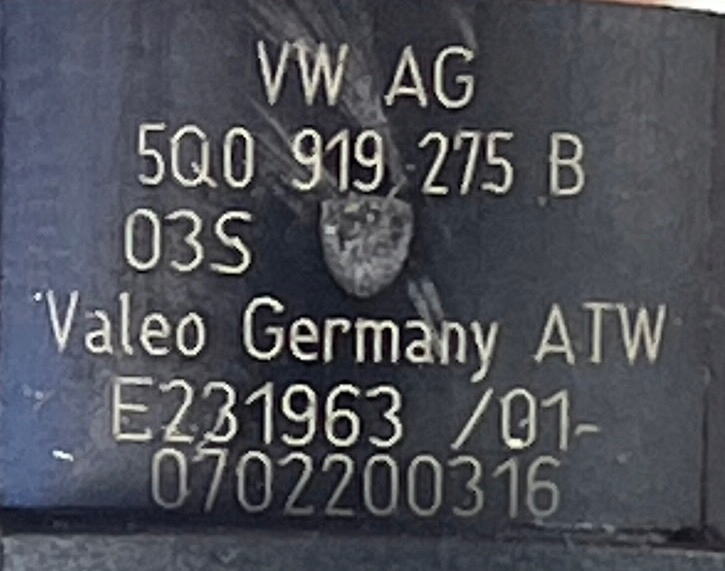 VW AG
5Q0 919 275 B
03S
Valeo Germany ATW
E231963 /01-
0702200316